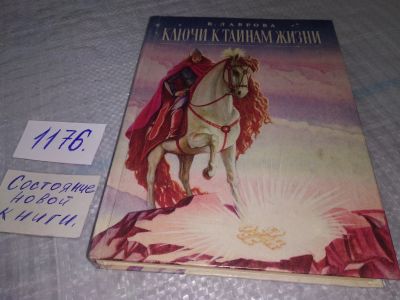 В. ЛАВРОВА
КЛЮЧИ К ТАЙНАМ ЖИЗНИ
1176.
Состояние
новой
книги.